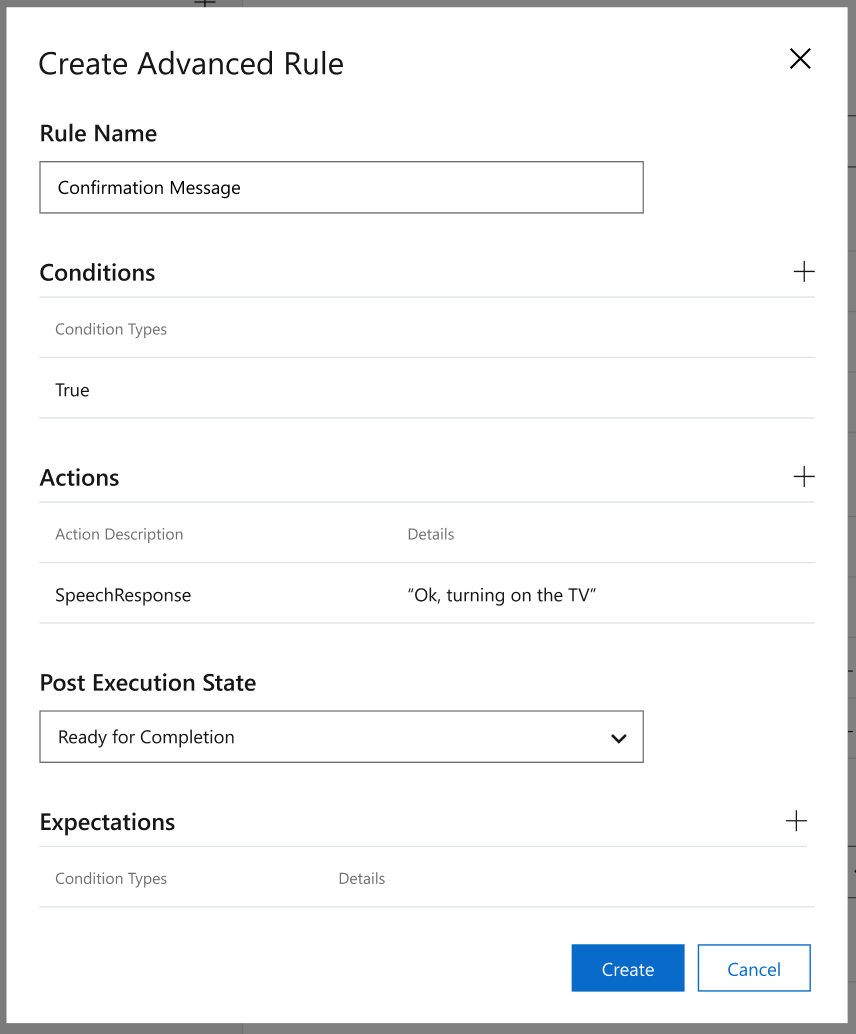 Create Advanced Rule
Rule Name
Confirmation Message
Conditions
Condition Types
True
Actions
Action Description Details
SpeechResponse “Ok, turning on the TV”
Post Execution State
Ready for Completion
Expectations
Condition Types Details
Create Cancel